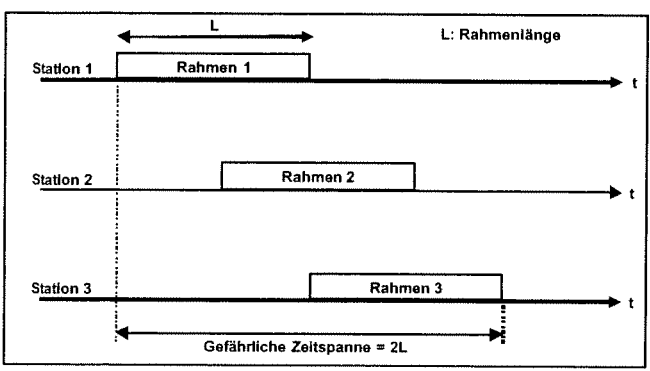 L
L: Rahmenlänge
Station 1
Rahmen 1
t
Station 2
Rahmen 2
t
Station 3
Rahmen 3
t
Gefährliche Zeitspanne = 2L